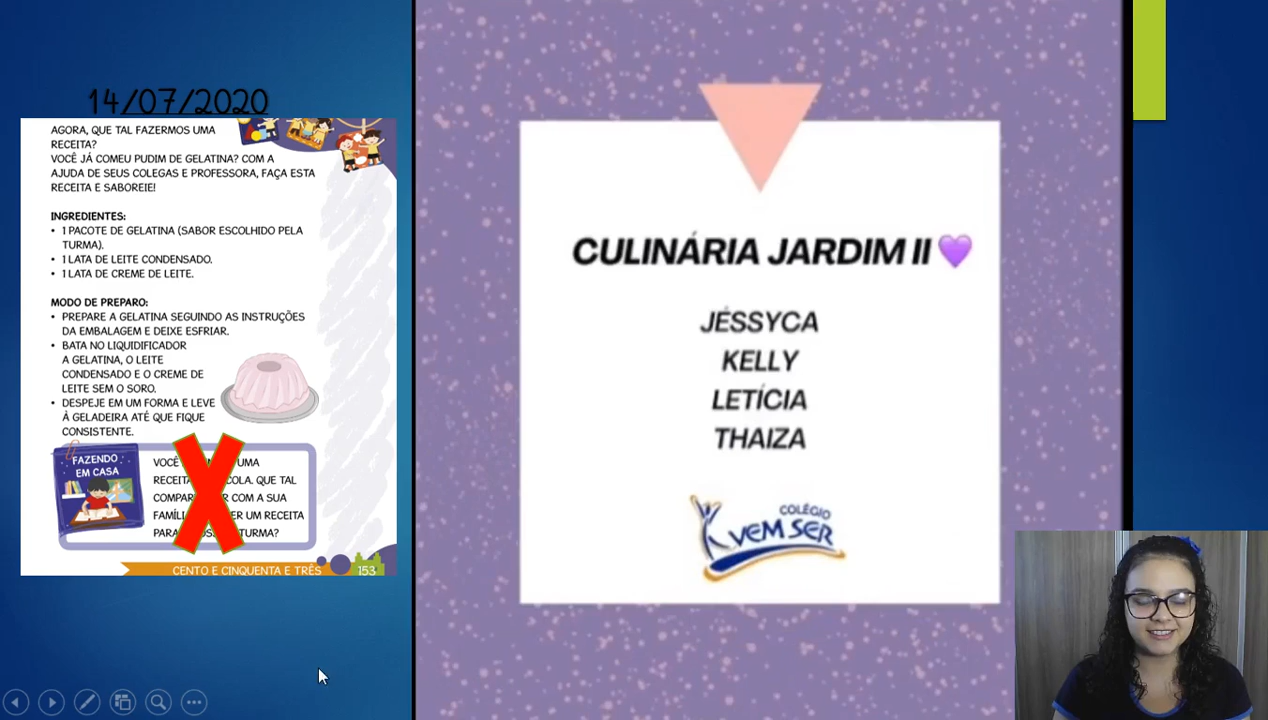 14/07/2020
AGORA, QUE TAL FAZERMOS UMA
RECEITA?
VOCÊ JÁ COMEU PUDIM DE GELATINA? COM A
AJUDA DE SEUS COLEGAS E PROFESSORA, FAÇA ESTA
RECEITA E SABOREIE!
INGREDIENTES:
• 1 PACOTE DE GELATINA (SABOR ESCOLHIDO PELA
TURMA).
• 1 LATA DE LEITE CONDENSADO.
• 1 LATA DE CREME DE LEITE.
MODO DE PREPARO:
• PREPARE A GELATINA SEGUINDO AS INSTRUÇÕES
DA EMBALAGEM E DEIXE ESFRIAR.
• BATA NO LIQUIDIFICADOR
A GELATINA, O LEITE
CONDENSADO E O CREME DE
LEITE SEM O SORO.
• DESPEJE EM UM FORMA E LEVE
À GELADEIRA ATÉ QUE FIQUE
CONSISTENTE.
FAZENDO
EM CASA
VOCÊ UMA
RECEITA QUE TAL
COM A SUA
UM RECEITA
TURMA?
CENTO E CINQUENTA E TRÊS 153
CULINÁRIA JARDIM II
JÉSSYCA
KELLY
LETÍCIA
THAIZA
COLÉGIO
VEM SER